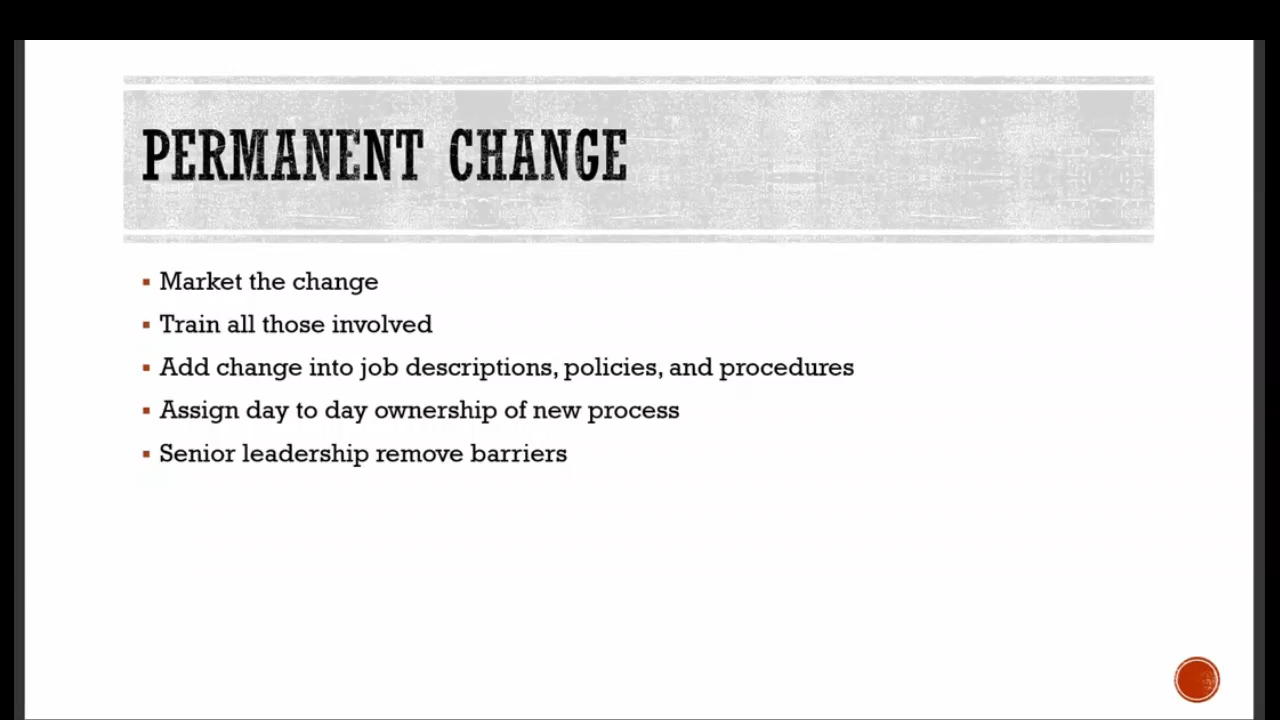 PERMANENT CHANGE
Market the change
Train all those involved
Add change into job descriptions, policies, and procedures
Assign day to day ownership of new process
Senior leadership remove barriers